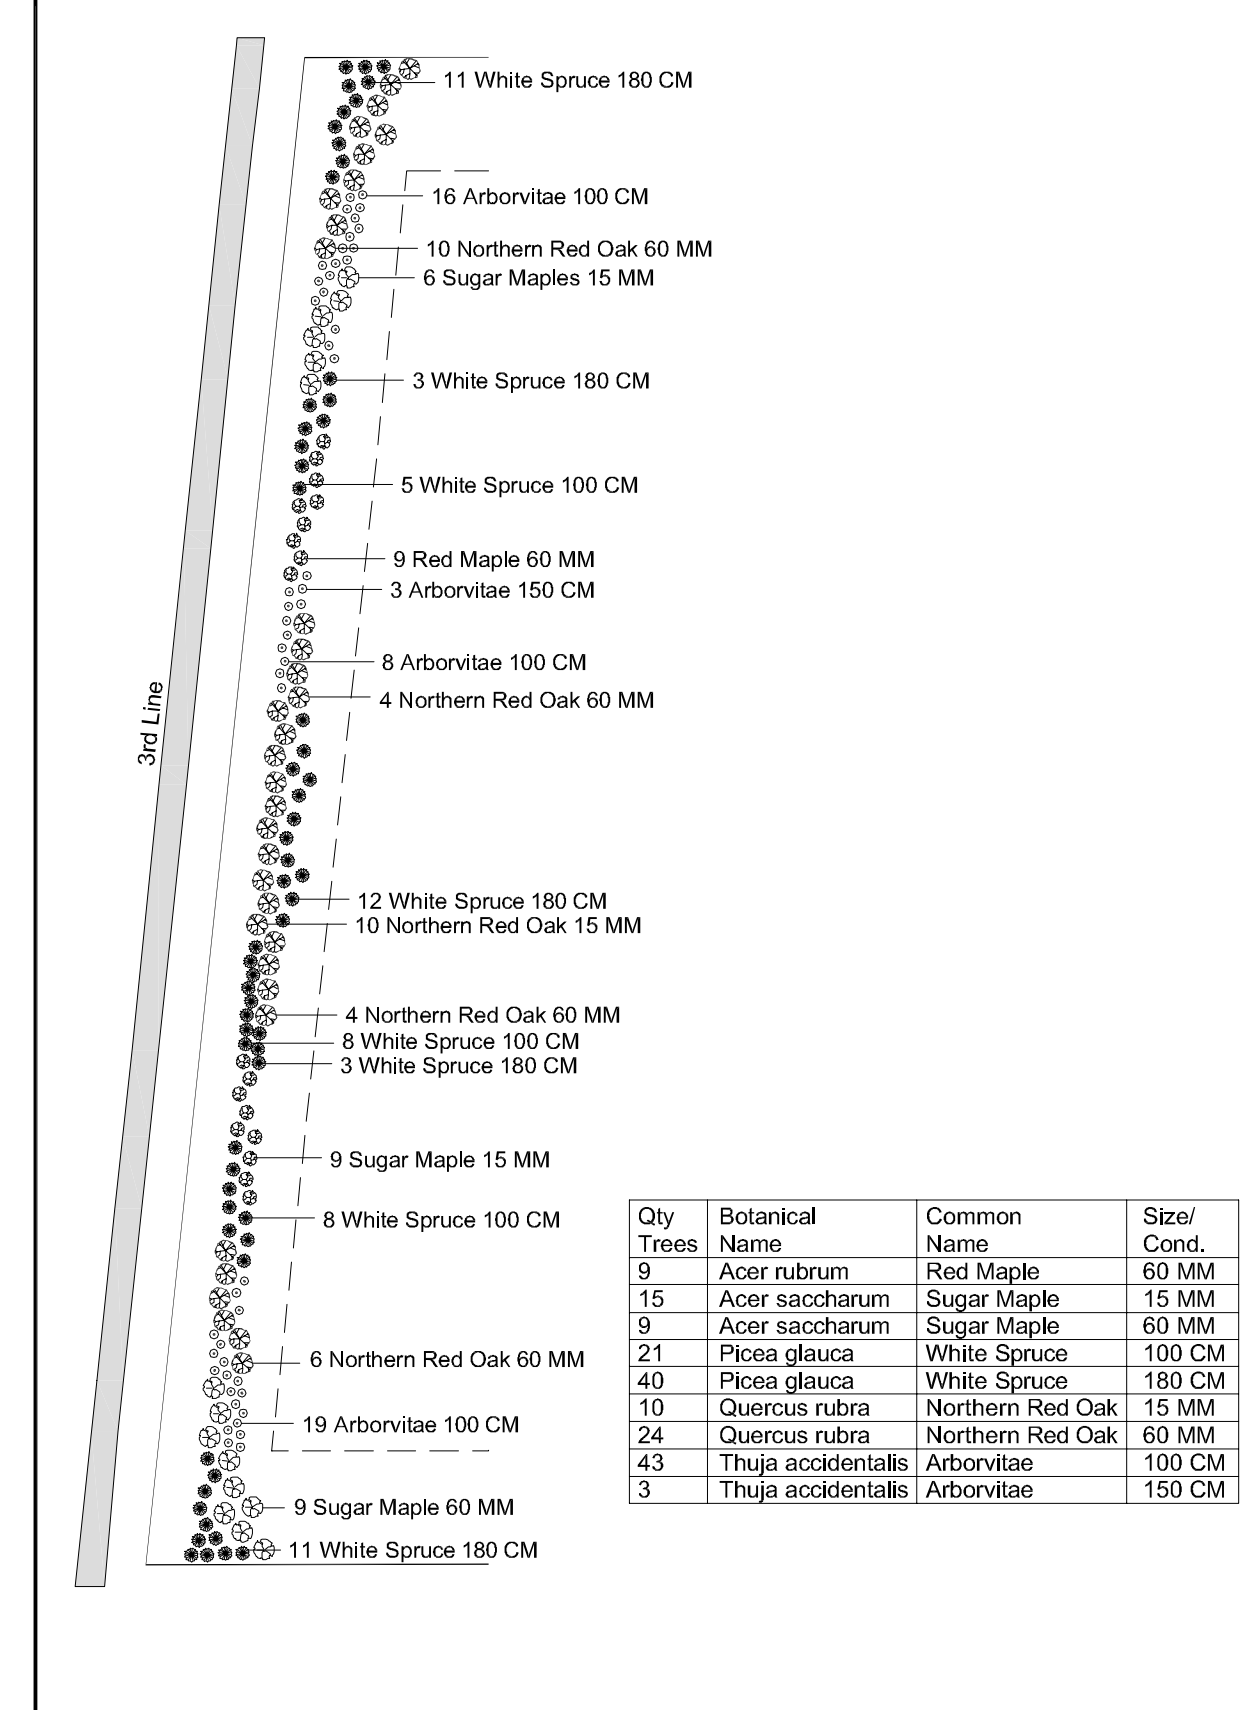 11 White Spruce 180 CM
16 Arborvitae 100 CM
10 Northern Red Oak 60 MM
6 Sugar Maples 15 MM
3 White Spruce 180 CM
5 White Spruce 100 CM
9 Red Maple 60 MM
3 Arborvitae 150 CM
8 Arborvitae 100 CM
4 Northern Red Oak 60 MM
3rd Line
12 White Spruce 180 CM
10 Northern Red Oak 15 MM
4 Northern Red Oak 60 MM
8 White Spruce 100 CM
3 White Spruce 180 CM
9 Sugar Maple 15 MM
8 White Spruce 100 CM
6 Northern Red Oak 60 MM
19 Arborvitae 100 CM
9 Sugar Maple 60 MM
11 White Spruce 180 CM
Qty Botanical Common Size/
Trees Name Name Cond.
9 Acer rubrum Red Maple 60 MM
15 Acer saccharum Sugar Maple 15 MM
9 Acer saccharum Sugar Maple 60 MM
21 Picea glauca White Spruce 100 CM
40 Picea glauca White Spruce 180 CM
10 Quercus rubra Northern Red Oak 15 MM
24 Quercus rubra Northern Red Oak 60 MM
43 Thuja accidentalis Arborvitae 100 CM
3 Thuja accidentalis Arborvitae 150 CM